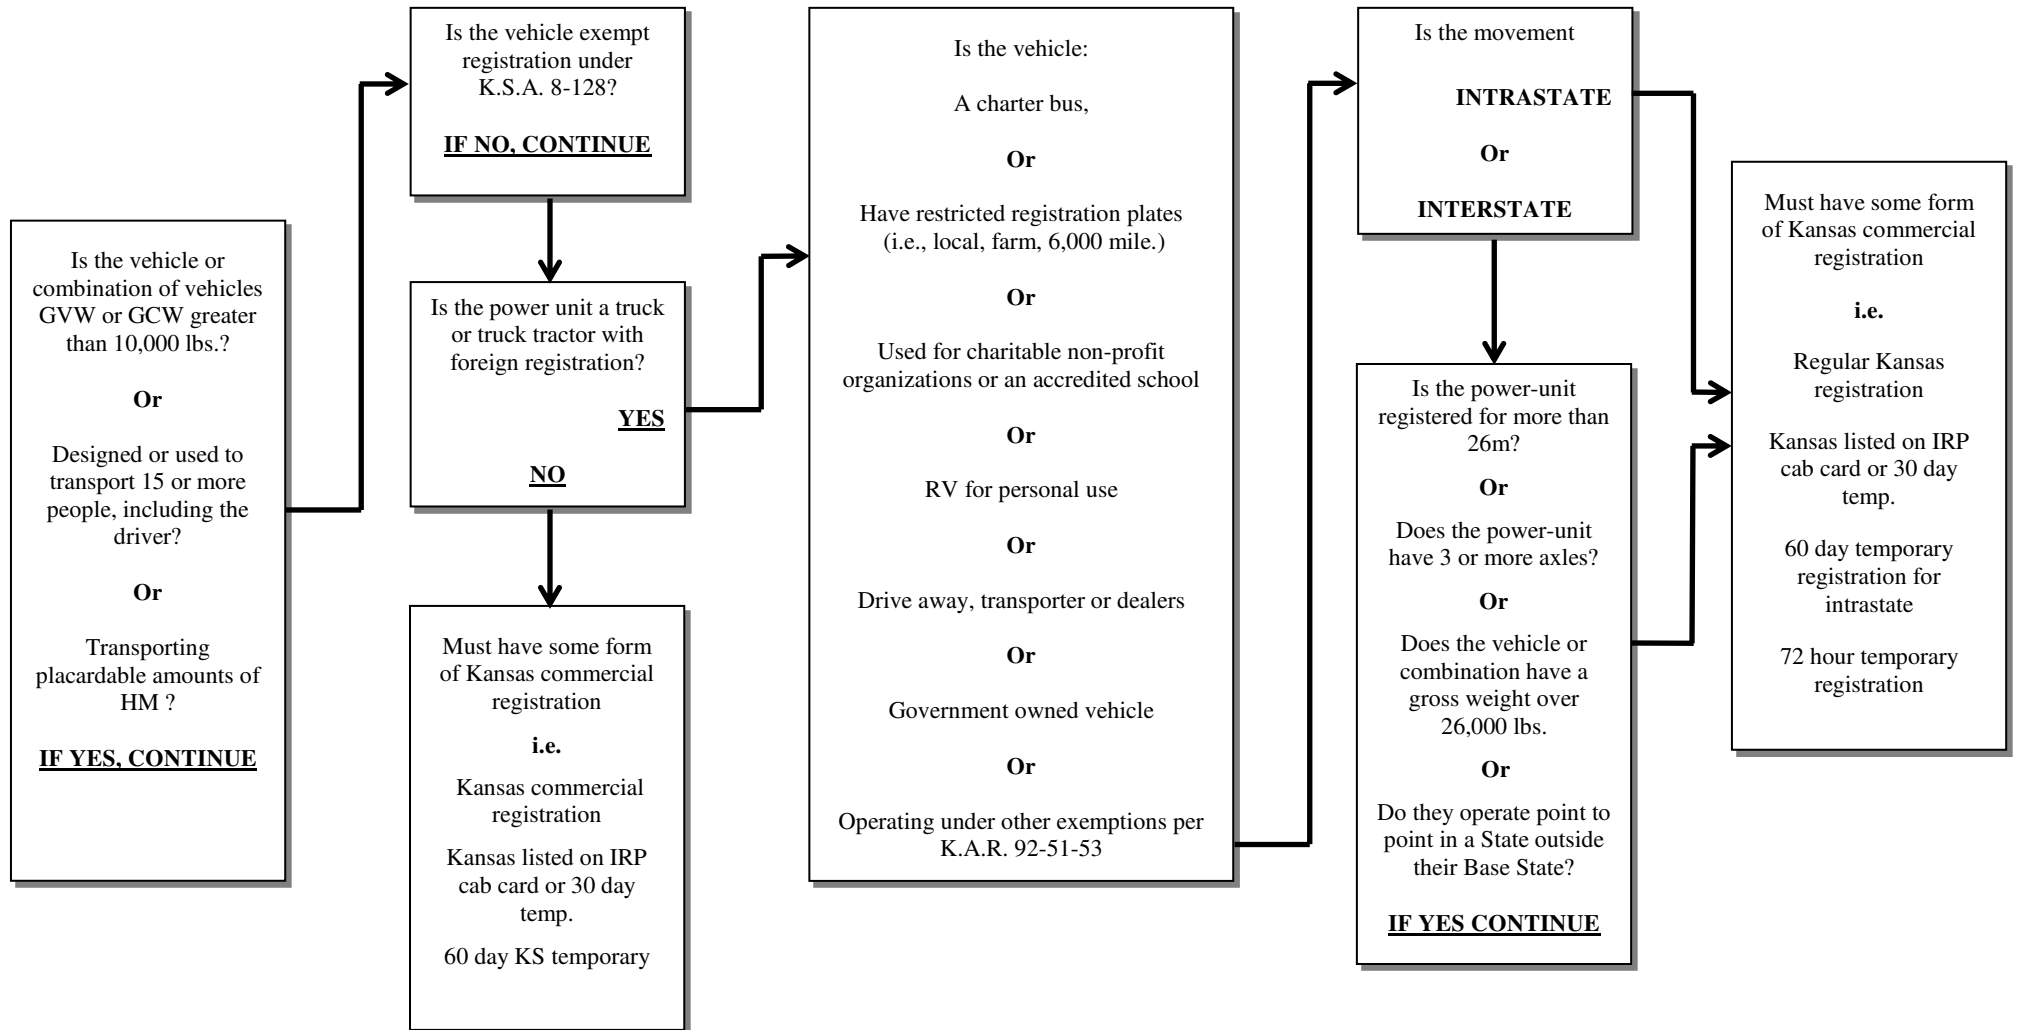 Is the vehicle or
combination of vehicles
GVW or GCW greater
than 10,000 lbs.?
Or
Designed or used to
transport 15 or more
people, including the
driver?
Or
Transporting
placardable amounts of
HM ?
IF YES, CONTINUE
Is the vehicle exempt
registration under
K.S.A. 8-128?
IF NO, CONTINUE
Is the power unit a truck
or truck tractor with
foreign registration?
YES
NO
Must have some form
of Kansas commercial
registration
i.e.
Kansas commercial
registration
Kansas listed on IRP
cab card or 30 day
temp.
60 day KS temporary
Is the vehicle:
A charter bus,
Or
Have restricted registration plates
(i.e., local, farm, 6,000 mile.)
Or
Used for charitable non-profit
organizations or an accredited school
Or
RV for personal use
Or
Drive away, transporter or dealers
Or
Government owned vehicle
Or
Operating under other exemptions per
K.A.R. 92-51-53
Is the movement
INTRASTATE
Or
INTERSTATE
Is the power-unit
registered for more than
26m?
Or
Does the power-unit
have 3 or more axles?
Or
Does the vehicle or
combination have a
gross weight over
26,000 lbs.
Or
Do they operate point to
point in a State outside
their Base State?
IF YES CONTINUE
Must have some form
of Kansas commercial
registration
i.e.
Regular Kansas
registration
Kansas listed on IRP
cab card or 30 day
temp.
60 day temporary
registration for
intrastate
72 hour temporary
registration